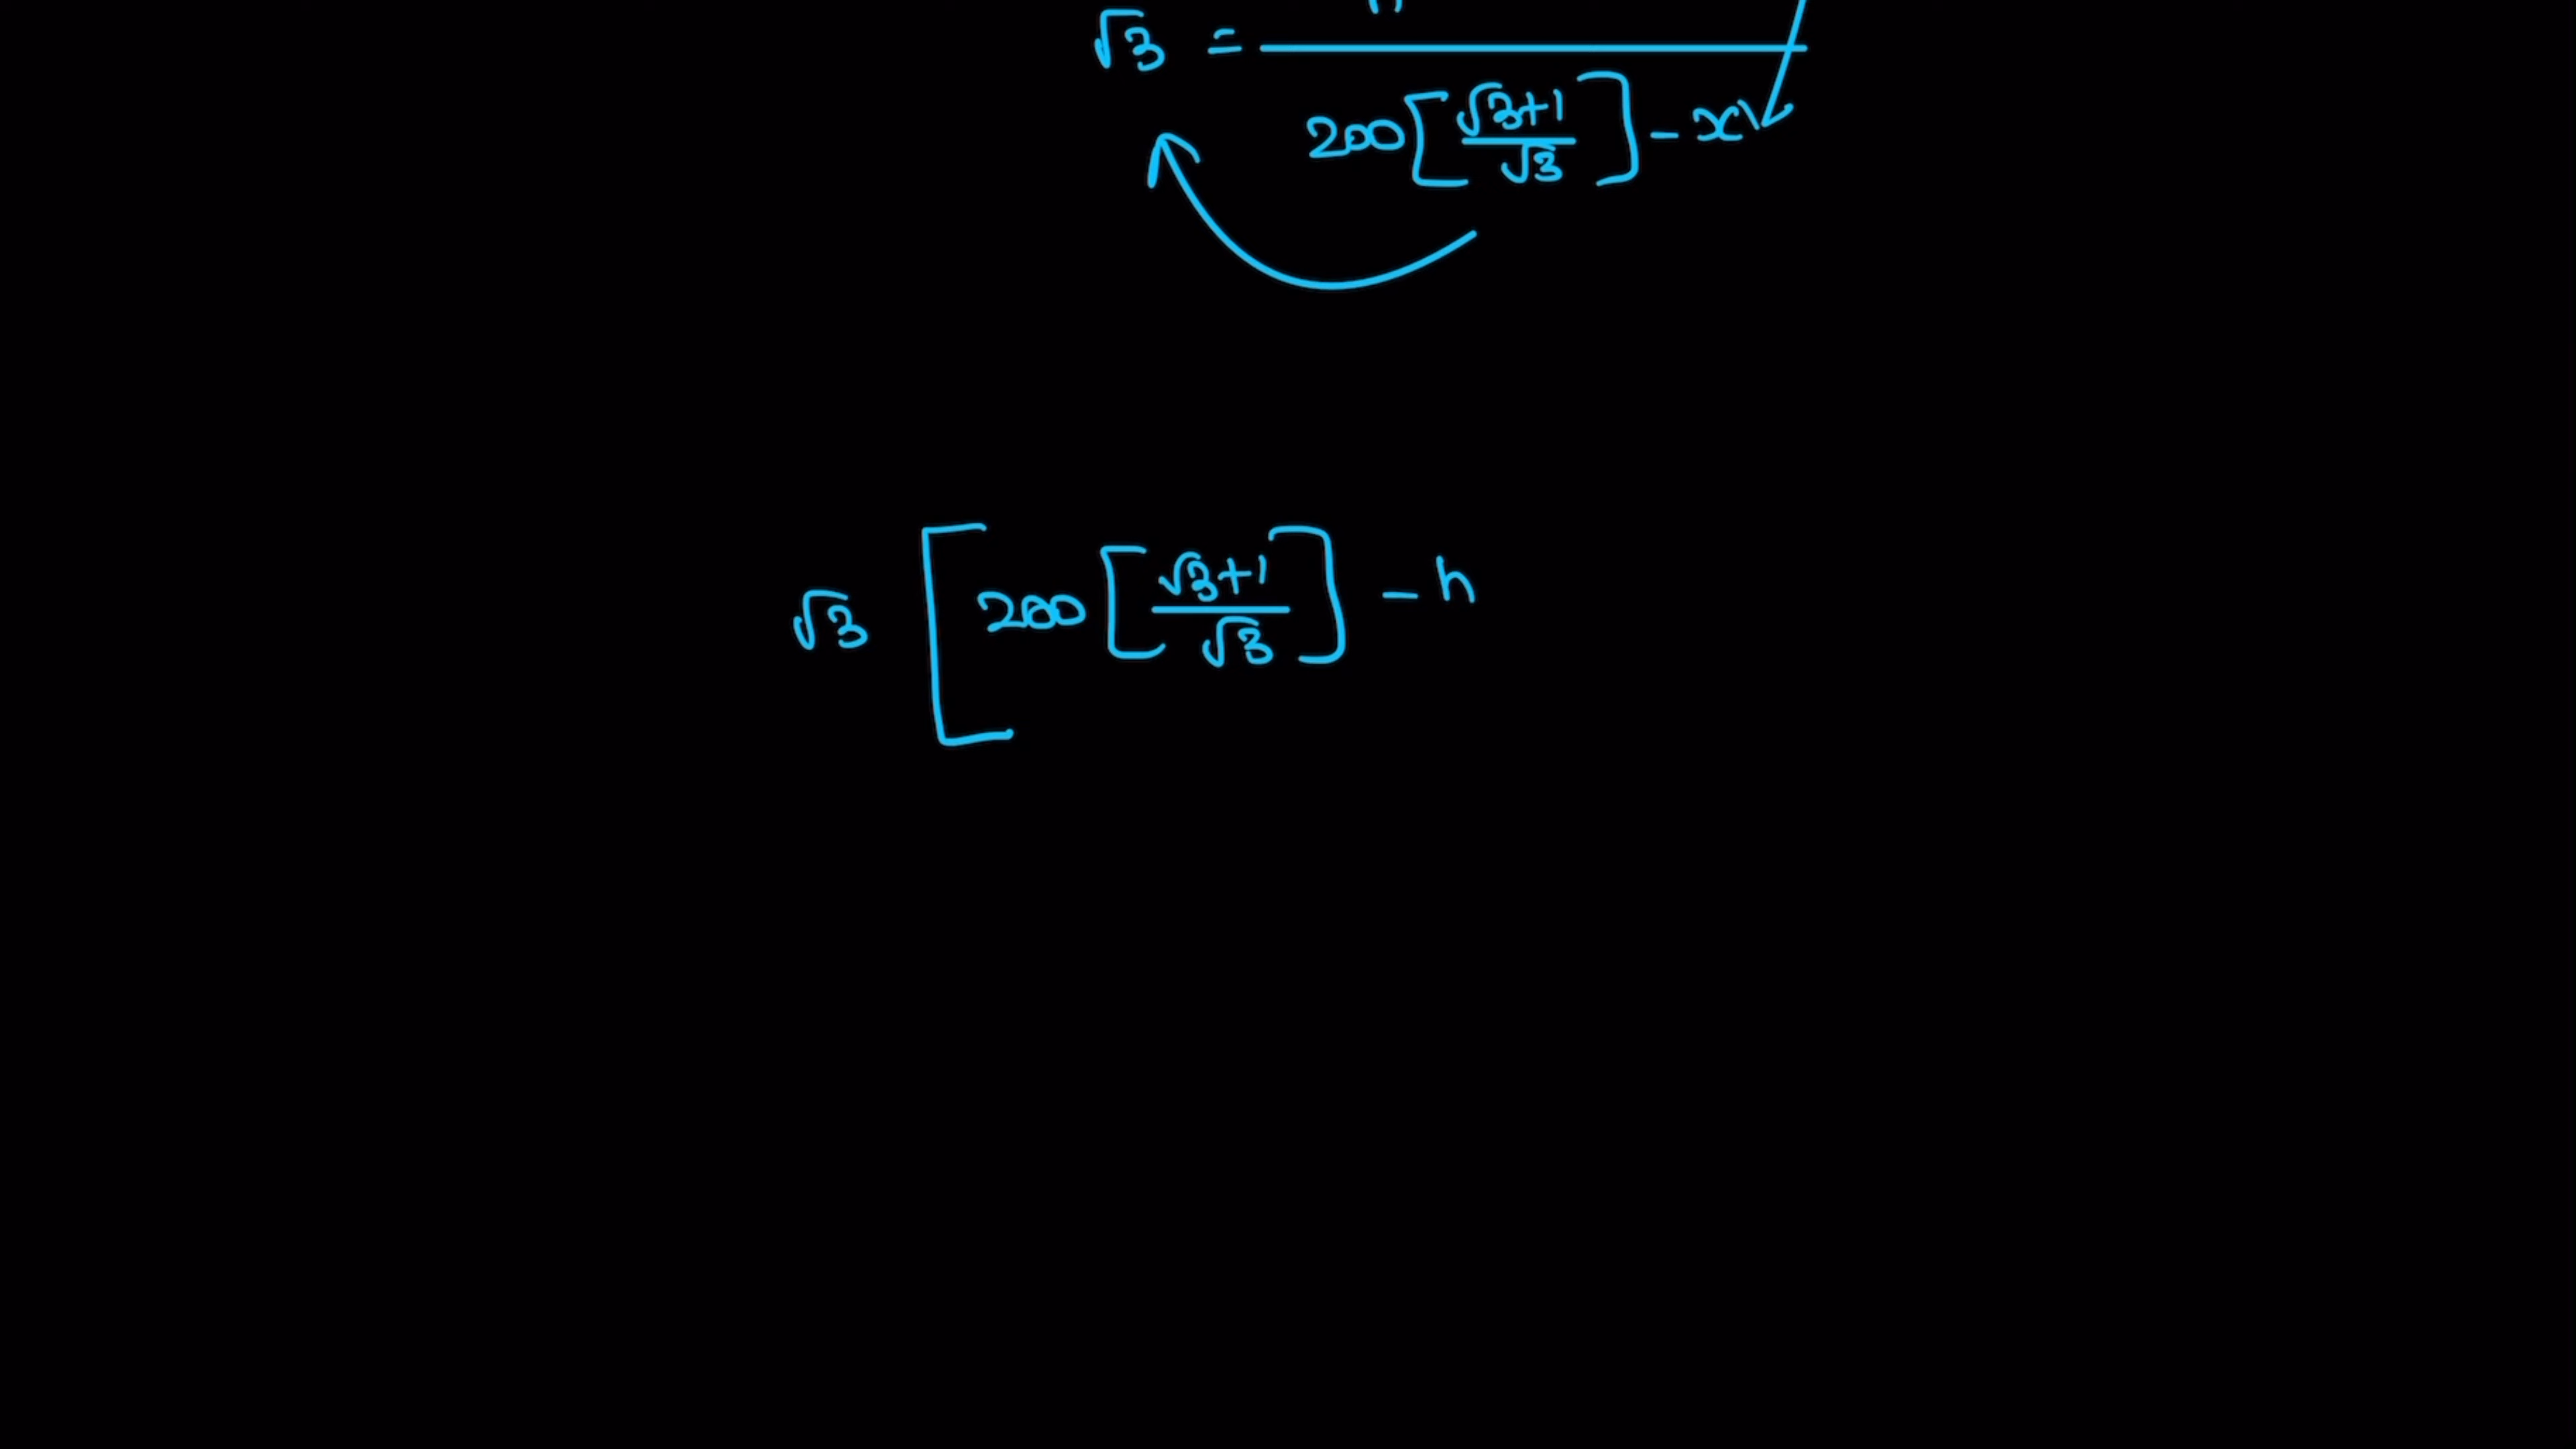 √3 = ―――
200[(√3+1)/√3] - x
√3 [200[(√3+1)/√3] - h